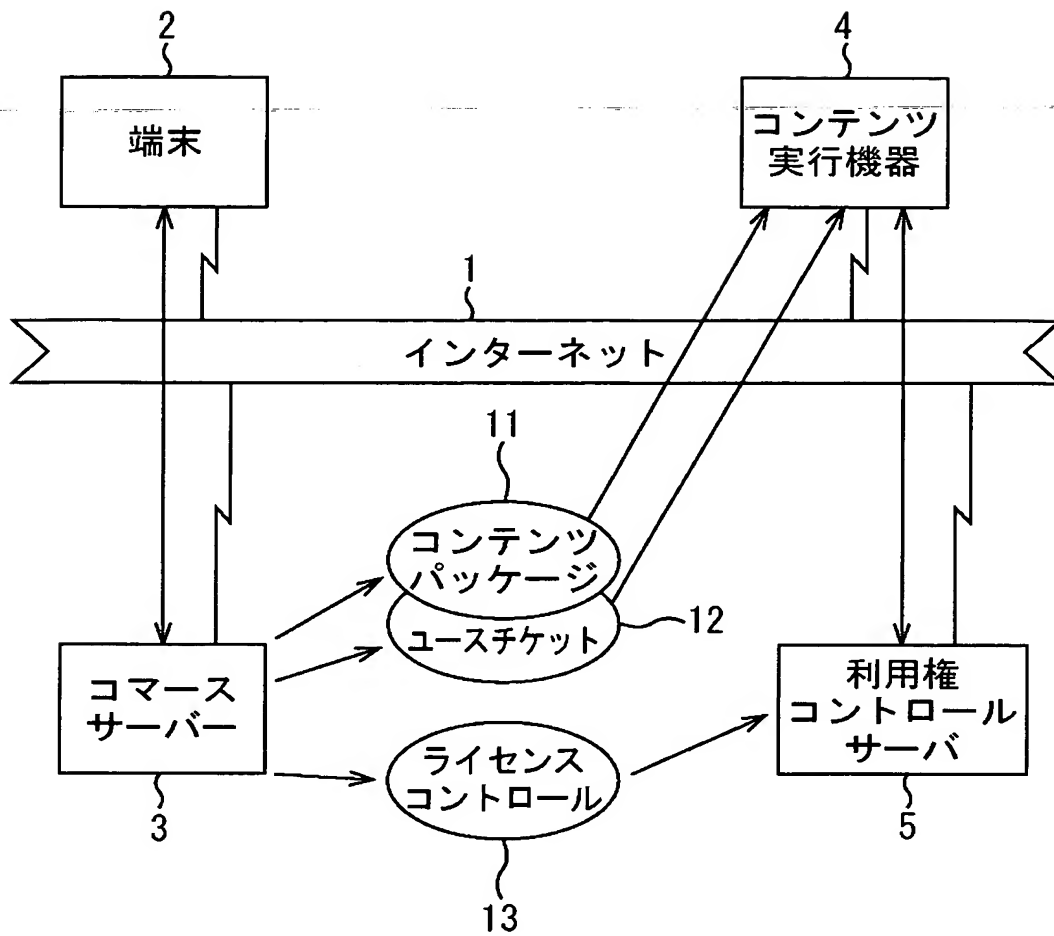 2
4
端末
コンテンツ
実行機器
1
インターネット
11
コンテンツ
パッケージ
ユースチケット
12
コマース
サーバー
3
ライセンス
コントロール
13
利用権
コントロール
サーバ
5